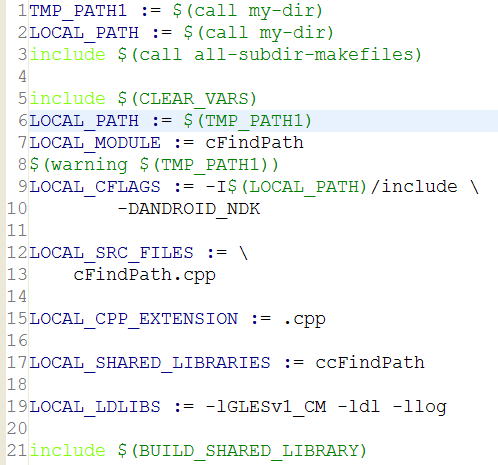 1TMP_PATH1 := $(call my-dir)
2LOCAL_PATH := $(call my-dir)
3include $(call all-subdir-makefiles)
4
5include $(CLEAR_VARS)
6LOCAL_PATH := $(TMP_PATH1)
7LOCAL_MODULE := cFindPath
8$(warning $(TMP_PATH1))
9LOCAL_CFLAGS := -I$(LOCAL_PATH)/include \
10         -DANDROID_NDK
11
12LOCAL_SRC_FILES := \
13    cFindPath.cpp
14
15LOCAL_CPP_EXTENSION := .cpp
16
17LOCAL_SHARED_LIBRARIES := ccFindPath
18
19LOCAL_LDLIBS := -lGLESv1_CM -ldl -llog
20
21include $(BUILD_SHARED_LIBRARY)